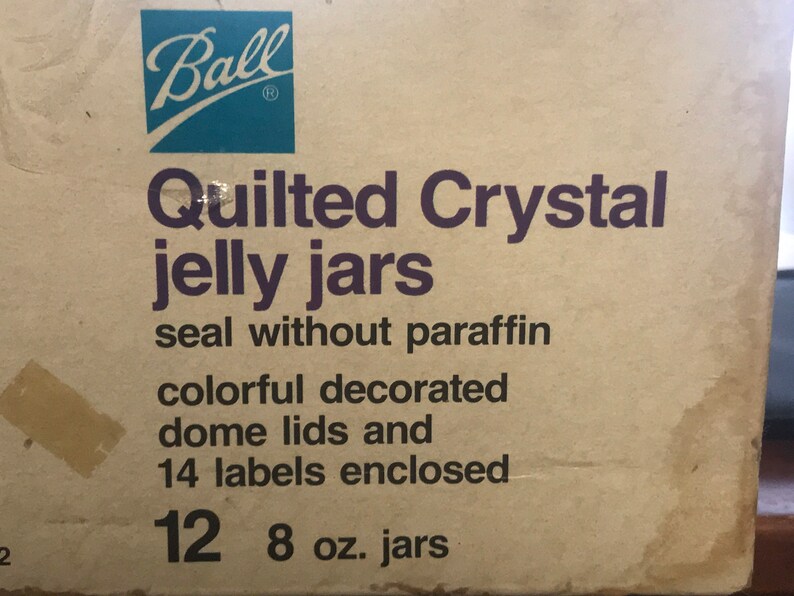 Ball®
Quilted Crystal
jelly jars
seal without paraffin
colorful decorated
dome lids and
14 labels enclosed
12 8 oz. jars
2